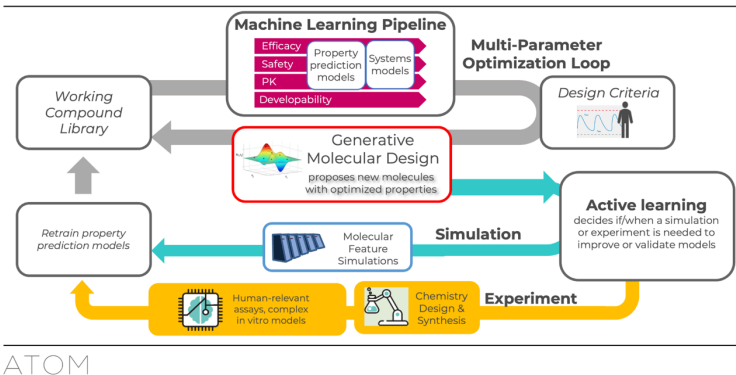 Machine Learning Pipeline
Efficacy
Safety
PK
Developability
Property
prediction
models
Systems
models
Multi-Parameter
Optimization Loop
Working
Compound
Library
Design Criteria
Generative
Molecular Design
proposes new molecules
with optimized properties
Active learning
decides if/when a simulation
or experiment is needed to
improve or validate models
Retrain property
prediction models
Molecular
Feature
Simulations
Simulation
Human-relevant
assays, complex
in vitro models
Chemistry
Design &
Synthesis
Experiment
ATOM